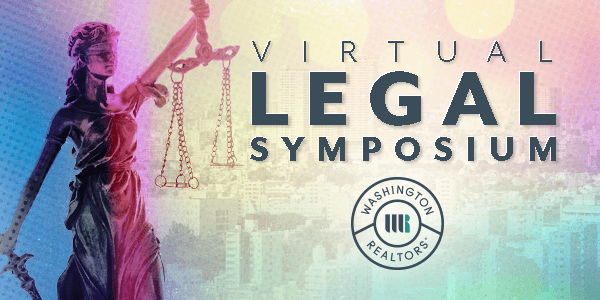 VIRTUAL
LEGAL
SYMPOSIUM
WASHINGTON
REALTORS®